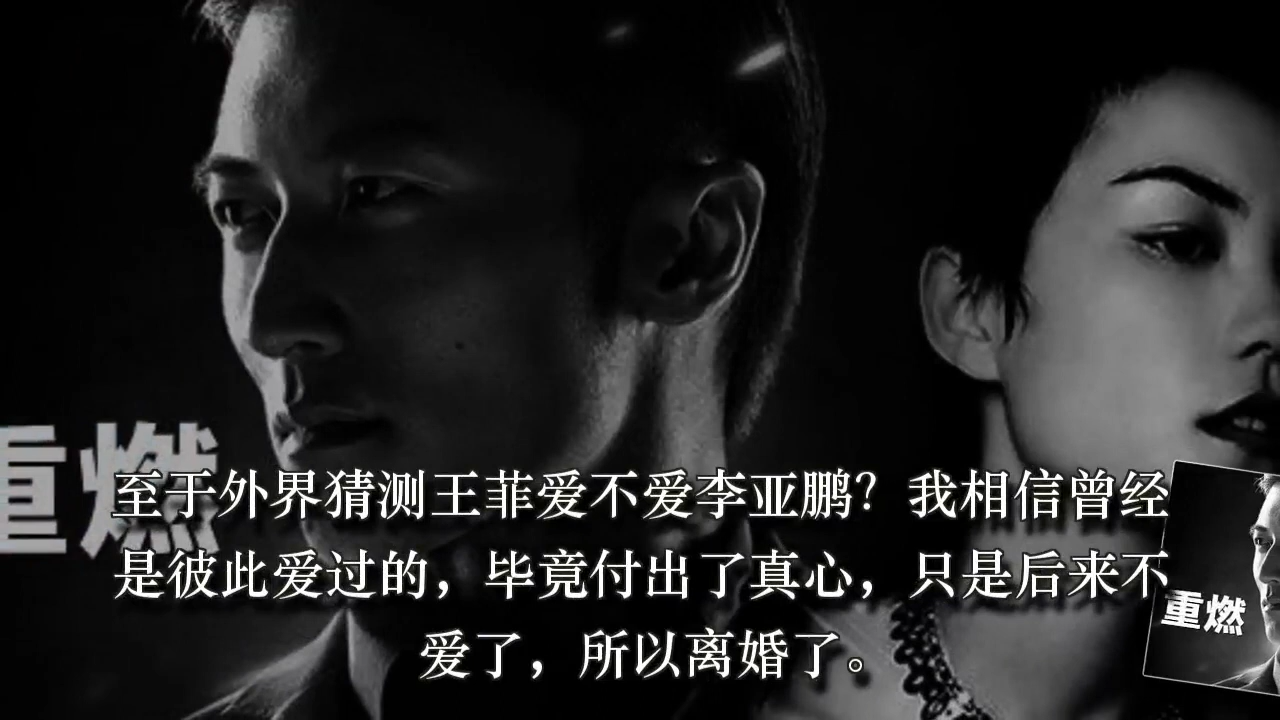 重燃
至于外界猜测王菲爱不爱李亚鹏？我相信曾经
是彼此爱过的，毕竟付出了真心，只是后来不
爱了，所以离婚了。
重燃